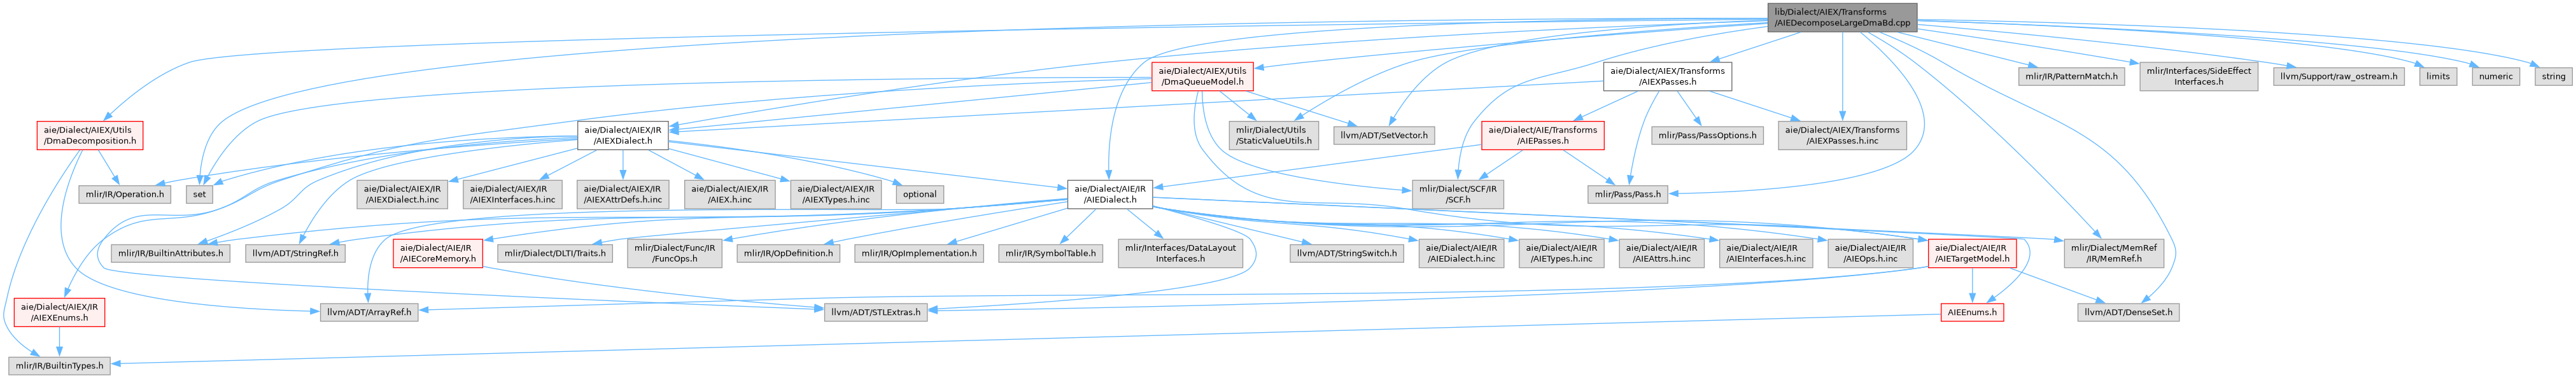 lib/Dialect/AIEX/Transforms
/AIEDecomposeLargeDmaBd.cpp
aie/Dialect/AIEX/Utils
/DmaQueueModel.h
aie/Dialect/AIEX/Transforms
/AIEXPasses.h
mlir/IR/PatternMatch.h
mlir/Interfaces/SideEffect
Interfaces.h
llvm/Support/raw_ostream.h
limits
numeric
string
aie/Dialect/AIEX/Utils
/DmaDecomposition.h
aie/Dialect/AIEX/IR
/AIEXDialect.h
mlir/Dialect/Utils
/StaticValueUtils.h
llvm/ADT/SetVector.h
aie/Dialect/AIE/Transforms
/AIEPasses.h
mlir/Pass/PassOptions.h
aie/Dialect/AIEX/Transforms
/AIEXPasses.h.inc
mlir/IR/Operation.h
set
aie/Dialect/AIEX/IR
/AIEXDialect.h.inc
aie/Dialect/AIEX/IR
/AIEXInterfaces.h.inc
aie/Dialect/AIEX/IR
/AIEXAttrDefs.h.inc
aie/Dialect/AIEX/IR
/AIEX.h.inc
aie/Dialect/AIEX/IR
/AIEXTypes.h.inc
optional
aie/Dialect/AIE/IR
/AIEDialect.h
mlir/Dialect/SCF/IR
/SCF.h
mlir/Pass/Pass.h
mlir/IR/BuiltinAttributes.h
llvm/ADT/StringRef.h
aie/Dialect/AIE/IR
/AIECoreMemory.h
mlir/Dialect/DLTI/Traits.h
mlir/Dialect/Func/IR
/FuncOps.h
mlir/IR/OpDefinition.h
mlir/IR/OpImplementation.h
mlir/IR/SymbolTable.h
mlir/Interfaces/DataLayout
Interfaces.h
llvm/ADT/StringSwitch.h
aie/Dialect/AIE/IR
/AIEDialect.h.inc
aie/Dialect/AIE/IR
/AIETypes.h.inc
aie/Dialect/AIE/IR
/AIEAttrs.h.inc
aie/Dialect/AIE/IR
/AIEInterfaces.h.inc
aie/Dialect/AIE/IR
/AIEOps.h.inc
aie/Dialect/AIE/IR
/AIETargetModel.h
mlir/Dialect/MemRef
/IR/MemRef.h
aie/Dialect/AIEX/IR
/AIEXEnums.h
llvm/ADT/ArrayRef.h
llvm/ADT/STLExtras.h
AIEEnums.h
llvm/ADT/DenseSet.h
mlir/IR/BuiltinTypes.h